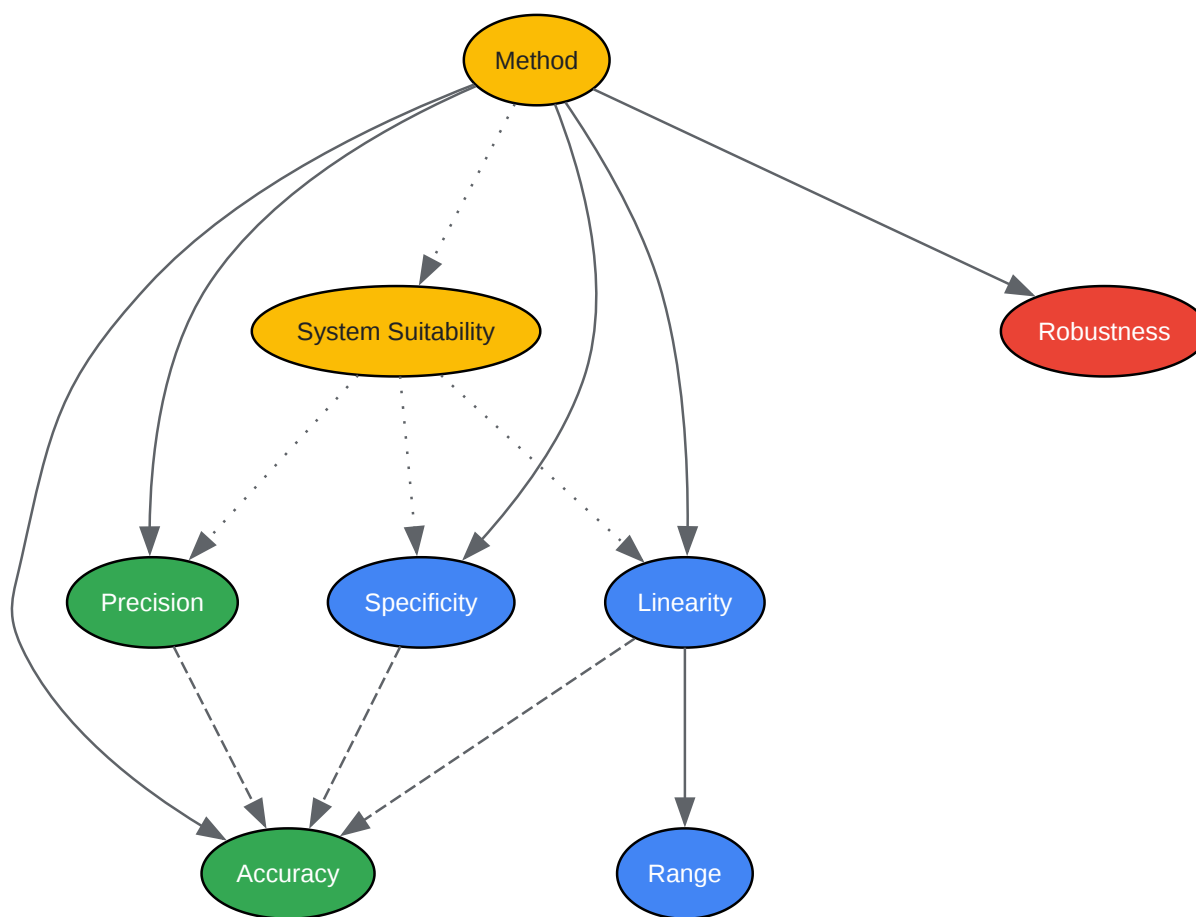 Method
System Suitability
Robustness
Precision
Specificity
Linearity
Accuracy
Range